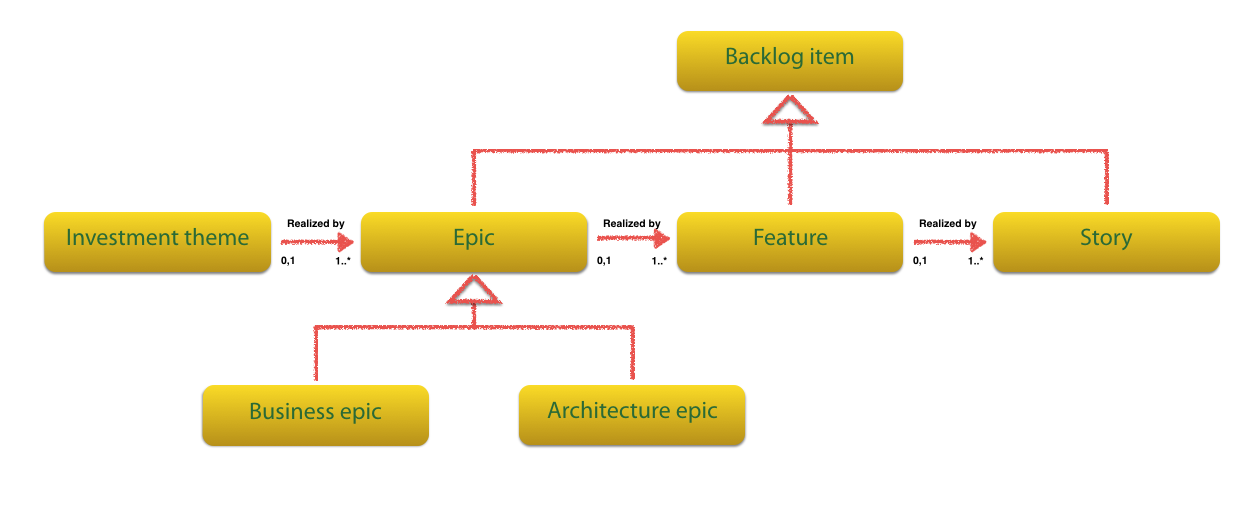 Backlog item
Investment theme
Realized by
0,1
1..*
Epic
Realized by
0,1
1..*
Feature
Realized by
0,1
1..*
Story
Business epic
Architecture epic